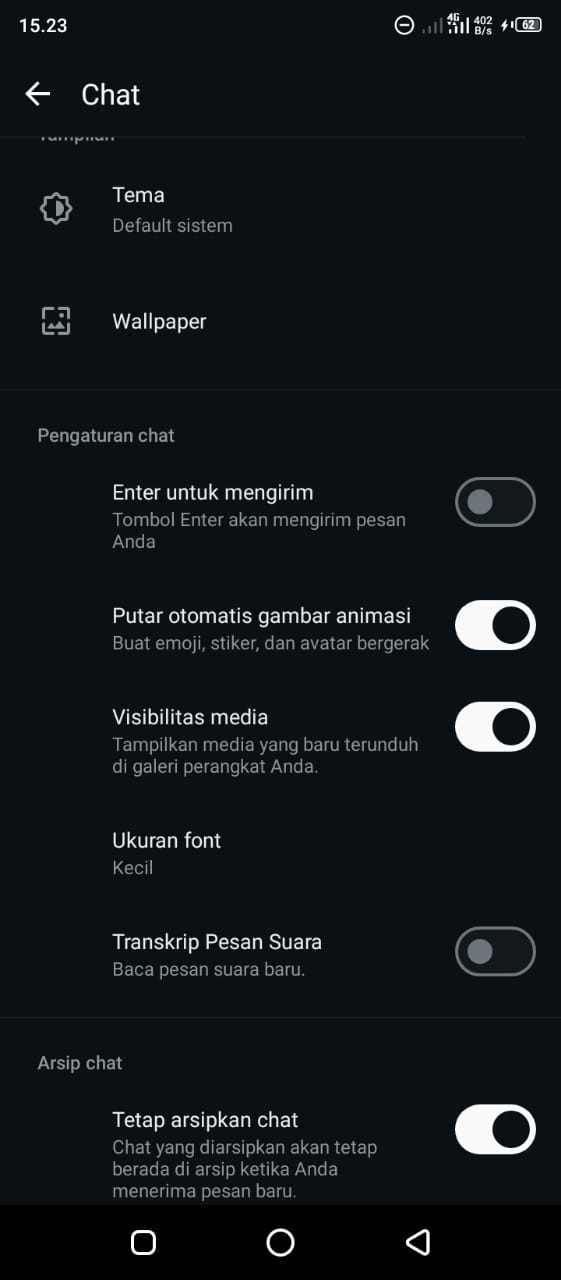 15.23
4G 402 B/s 62
Chat
Tampilan
Tema
Default sistem
Wallpaper
Pengaturan chat
Enter untuk mengirim
Tombol Enter akan mengirim pesan
Anda
Putar otomatis gambar animasi
Buat emoji, stiker, dan avatar bergerak
Visibilitas media
Tampilkan media yang baru terunduh
di galeri perangkat Anda.
Ukuran font
Kecil
Transkrip Pesan Suara
Baca pesan suara baru.
Arsip chat
Tetap arsipkan chat
Chat yang diarsipkan akan tetap
berada di arsip ketika Anda
menerima pesan baru.